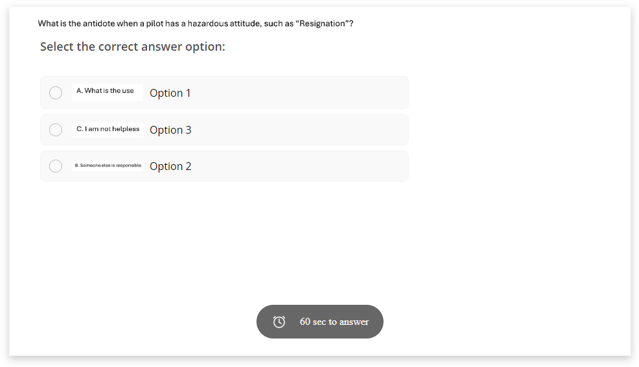 What is the antidote when a pilot has a hazardous attitude, such as "Resignation"?
Select the correct answer option:
A. What is the use Option 1
C. I am not helpless Option 3
B. Someone else is responsible Option 2
60 sec to answer